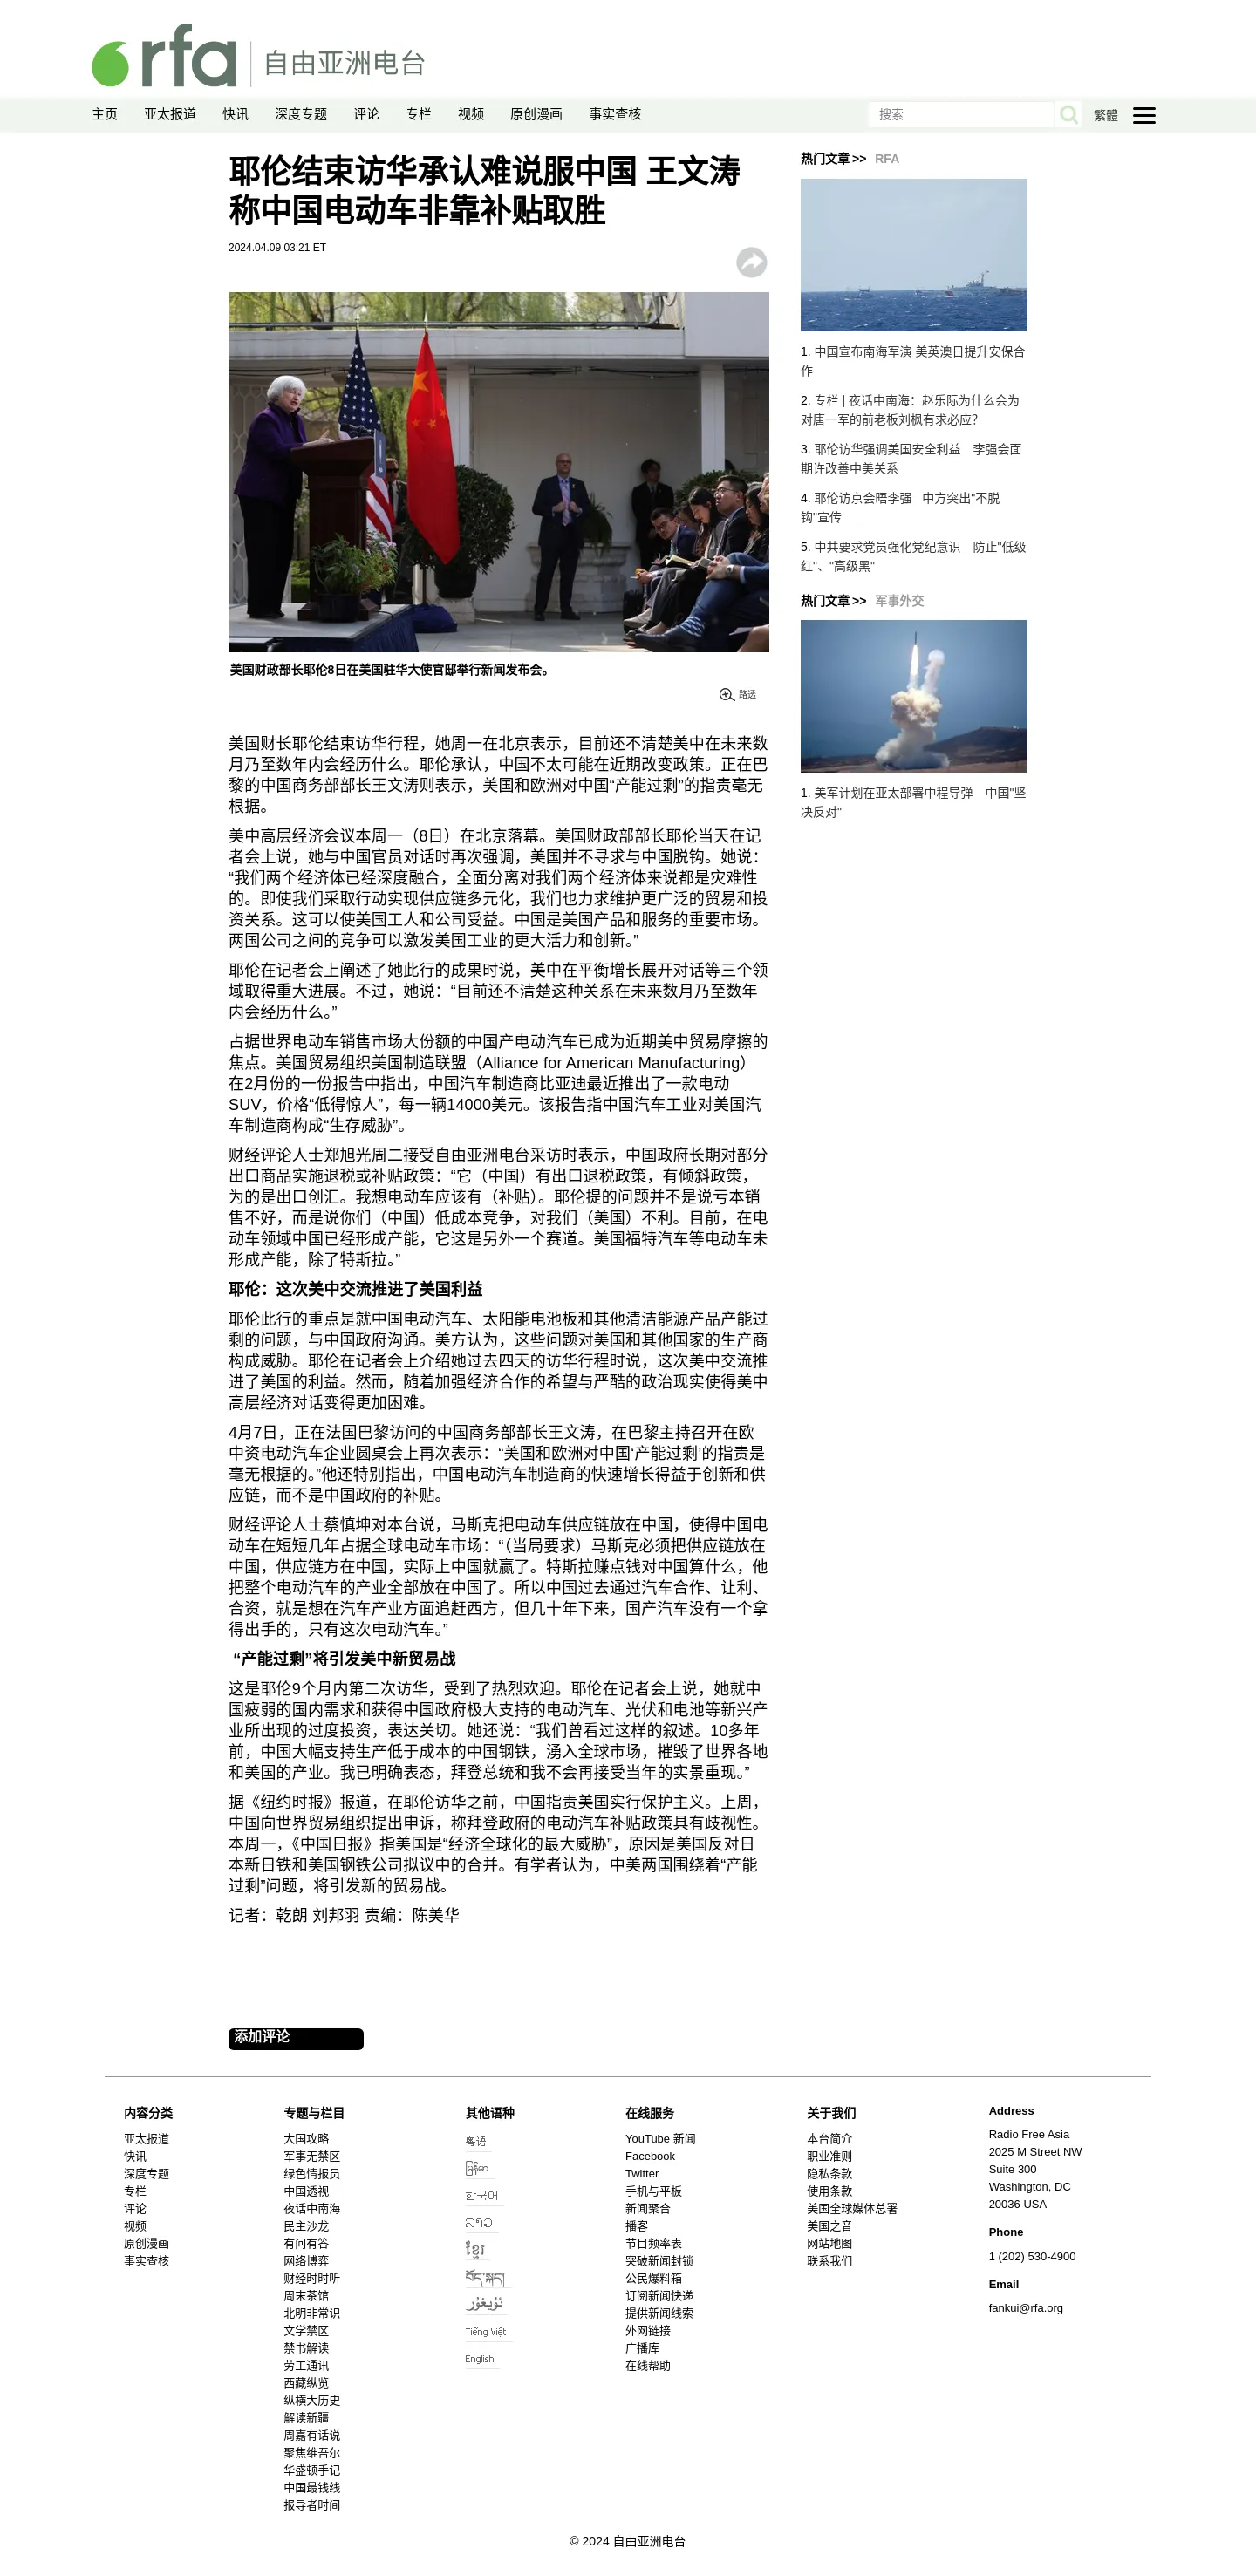 rfa 自由亚洲电台
主页 亚太报道 快讯 深度专题 评论 专栏 视频 原创漫画 事实查核
搜索 繁體
耶伦结束访华承认难说服中国 王文涛
称中国电动车非靠补贴取胜
2024.04.09 03:21 ET
美国财政部长耶伦8日在美国驻华大使官邸举行新闻发布会。
路透
美国财长耶伦结束访华行程，她周一在北京表示，目前还不清楚美中在未来数
月乃至数年内会经历什么。耶伦承认，中国不太可能在近期改变政策。正在巴
黎的中国商务部部长王文涛则表示，美国和欧洲对中国“产能过剩”的指责毫无
根据。
美中高层经济会议本周一（8日）在北京落幕。美国财政部部长耶伦当天在记
者会上说，她与中国官员对话时再次强调，美国并不寻求与中国脱钩。她说：
“我们两个经济体已经深度融合，全面分离对我们两个经济体来说都是灾难性
的。即使我们采取行动实现供应链多元化，我们也力求维护更广泛的贸易和投
资关系。这可以使美国工人和公司受益。中国是美国产品和服务的重要市场。
两国公司之间的竞争可以激发美国工业的更大活力和创新。”
耶伦在记者会上阐述了她此行的成果时说，美中在平衡增长展开对话等三个领
域取得重大进展。不过，她说：“目前还不清楚这种关系在未来数月乃至数年
内会经历什么。”
占据世界电动车销售市场大份额的中国产电动汽车已成为近期美中贸易摩擦的
焦点。美国贸易组织美国制造联盟（Alliance for American Manufacturing）
在2月份的一份报告中指出，中国汽车制造商比亚迪最近推出了一款电动
SUV，价格“低得惊人”，每一辆14000美元。该报告指中国汽车工业对美国汽
车制造商构成“生存威胁”。
财经评论人士郑旭光周二接受自由亚洲电台采访时表示，中国政府长期对部分
出口商品实施退税或补贴政策：“它（中国）有出口退税政策，有倾斜政策，
为的是出口创汇。我想电动车应该有（补贴）。耶伦提的问题并不是说亏本销
售不好，而是说你们（中国）低成本竞争，对我们（美国）不利。目前，在电
动车领域中国已经形成产能，它这是另外一个赛道。美国福特汽车等电动车未
形成产能，除了特斯拉。”
耶伦：这次美中交流推进了美国利益
耶伦此行的重点是就中国电动汽车、太阳能电池板和其他清洁能源产品产能过
剩的问题，与中国政府沟通。美方认为，这些问题对美国和其他国家的生产商
构成威胁。耶伦在记者会上介绍她过去四天的访华行程时说，这次美中交流推
进了美国的利益。然而，随着加强经济合作的希望与严酷的政治现实使得美中
高层经济对话变得更加困难。
4月7日，正在法国巴黎访问的中国商务部部长王文涛，在巴黎主持召开在欧
中资电动汽车企业圆桌会上再次表示：“美国和欧洲对中国‘产能过剩’的指责是
毫无根据的。”他还特别指出，中国电动汽车制造商的快速增长得益于创新和供
应链，而不是中国政府的补贴。
财经评论人士蔡慎坤对本台说，马斯克把电动车供应链放在中国，使得中国电
动车在短短几年占据全球电动车市场：“（当局要求）马斯克必须把供应链放在
中国，供应链方在中国，实际上中国就赢了。特斯拉赚点钱对中国算什么，他
把整个电动汽车的产业全部放在中国了。所以中国过去通过汽车合作、让利、
合资，就是想在汽车产业方面追赶西方，但几十年下来，国产汽车没有一个拿
得出手的，只有这次电动汽车。”
“产能过剩”将引发美中新贸易战
这是耶伦9个月内第二次访华，受到了热烈欢迎。耶伦在记者会上说，她就中
国疲弱的国内需求和获得中国政府极大支持的电动汽车、光伏和电池等新兴产
业所出现的过度投资，表达关切。她还说：“我们曾看过这样的叙述。10多年
前，中国大幅支持生产低于成本的中国钢铁，湧入全球市场，摧毁了世界各地
和美国的产业。我已明确表态，拜登总统和我不会再接受当年的实景重现。”
据《纽约时报》报道，在耶伦访华之前，中国指责美国实行保护主义。上周，
中国向世界贸易组织提出申诉，称拜登政府的电动汽车补贴政策具有歧视性。
本周一，《中国日报》指美国是“经济全球化的最大威胁”，原因是美国反对日
本新日铁和美国钢铁公司拟议中的合并。有学者认为，中美两国围绕着“产能
过剩”问题，将引发新的贸易战。
记者：乾朗 刘邦羽 责编：陈美华
添加评论
热门文章 >> RFA
1. 中国宣布南海军演 美英澳日提升安保合
作
2. 专栏 | 夜话中南海：赵乐际为什么会为
对唐一军的前老板刘枫有求必应？
3. 耶伦访华强调美国安全利益 李强会面
期许改善中美关系
4. 耶伦访京会晤李强 中方突出"不脱
钩"宣传
5. 中共要求党员强化党纪意识 防止"低级
红"、"高级黑"
热门文章 >> 军事外交
1. 美军计划在亚太部署中程导弹 中国"坚
决反对"
内容分类
亚太报道
快讯
深度专题
专栏
评论
视频
原创漫画
事实查核
专题与栏目
大国攻略
军事无禁区
绿色情报员
中国透视
夜话中南海
民主沙龙
有问有答
网络博弈
财经时时听
周末茶馆
北明非常识
文学禁区
禁书解读
劳工通讯
西藏纵览
纵横大历史
解读新疆
周嘉有话说
聚焦维吾尔
华盛顿手记
中国最钱线
报导者时间
其他语种
粤语
မြန်မာ
한국어
ລາວ
ខ្មែរ
བོད་སྐད།
ئۇيغۇر
Tiếng Việt
English
在线服务
YouTube 新闻
Facebook
Twitter
手机与平板
新闻聚合
播客
节目频率表
突破新闻封锁
公民爆料箱
订阅新闻快递
提供新闻线索
外网链接
广播库
在线帮助
关于我们
本台简介
职业准则
隐私条款
使用条款
美国全球媒体总署
美国之音
网站地图
联系我们
Address
Radio Free Asia
2025 M Street NW
Suite 300
Washington, DC
20036 USA
Phone
1 (202) 530-4900
Email
fankui@rfa.org
© 2024 自由亚洲电台